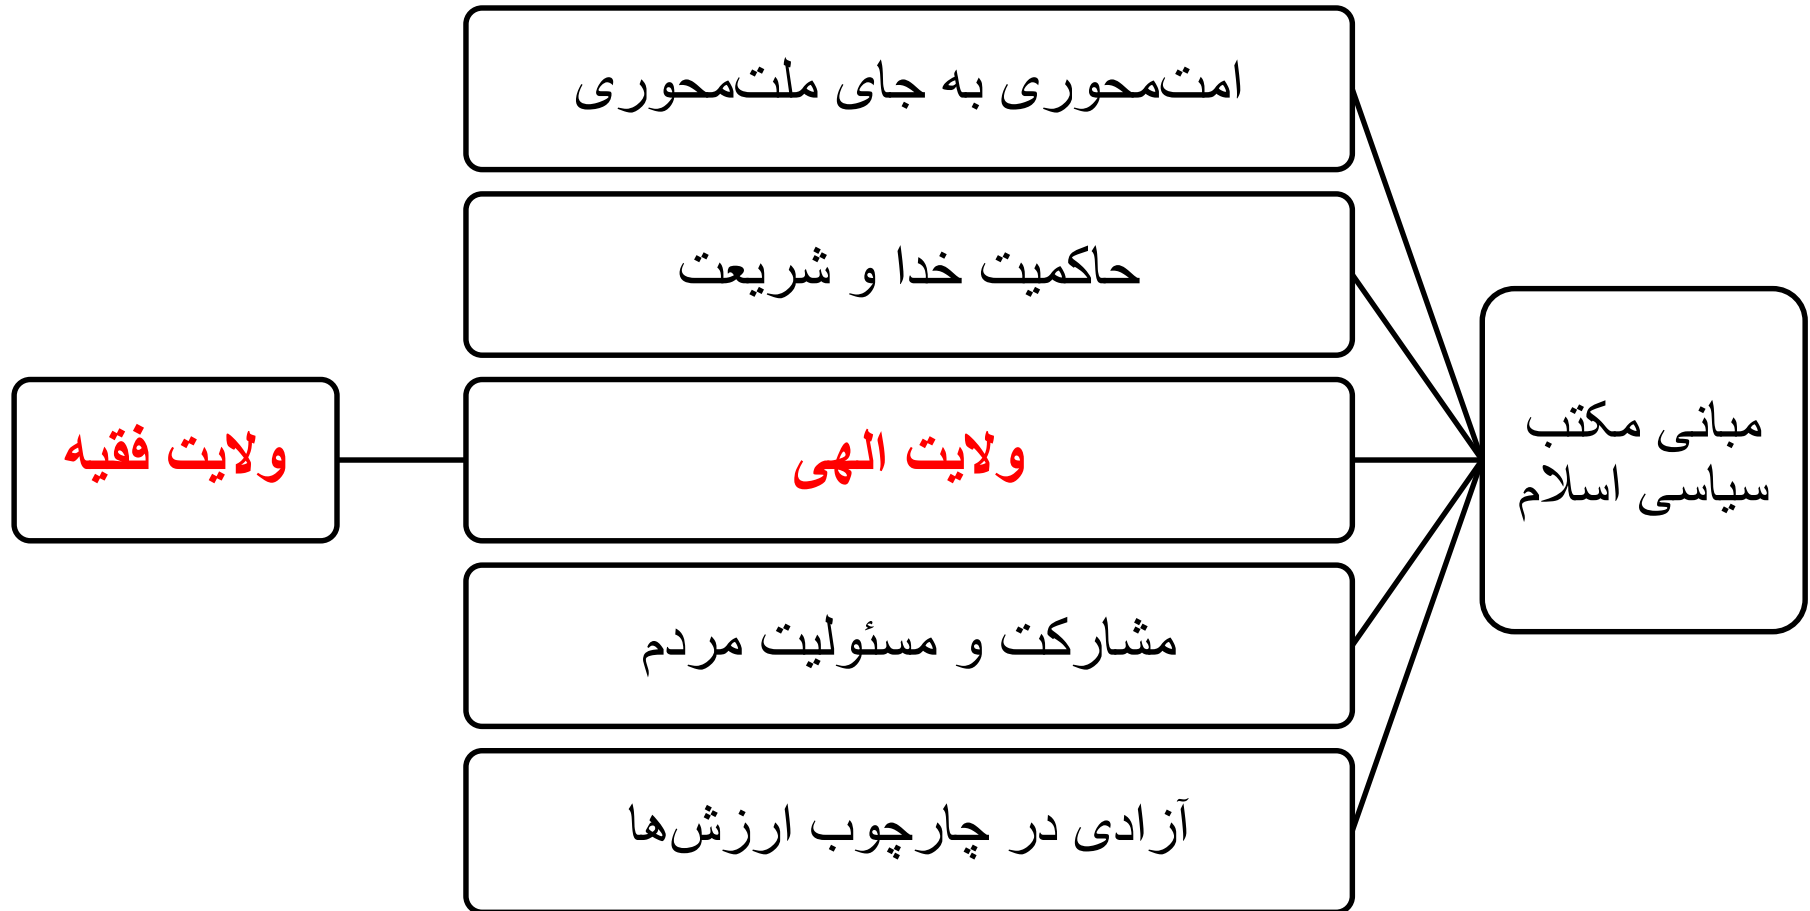 مبانی مکتب
سیاسی اسلام
امت‌محوری به جای ملت‌محوری
حاکمیت خدا و شریعت
ولایت الهی
ولایت فقیه
مشارکت و مسئولیت مردم
آزادی در چارچوب ارزش‌ها